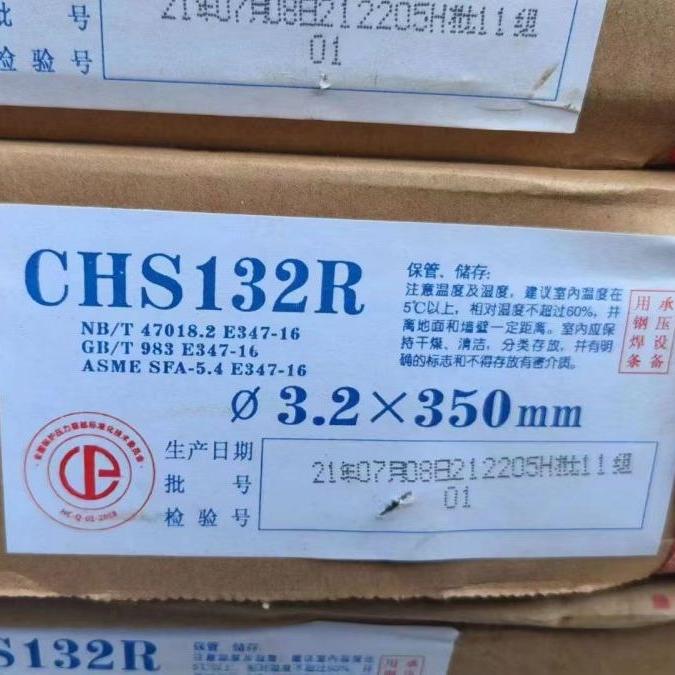 批 号
检 验 号
21年07月08日212205H批11组
01
CHS132R
NB/T 47018.2 E347-16
GB/T 983 E347-16
ASME SFA-5.4 E347-16
保管、储存:
注意温度及湿度，建议室内温度在
5℃以上，相对湿度不超过60%，并
离地面和墙壁一定距离。室内应保
持干燥、清洁，分类存放，并有明
确的标志和不得存放有害介质。
承压设备
用钢焊条
Ø 3.2×350mm
生产日期
批 号
检 验 号
21年07月08日212205H批11组
01
HC-Q-01-2018
S132R